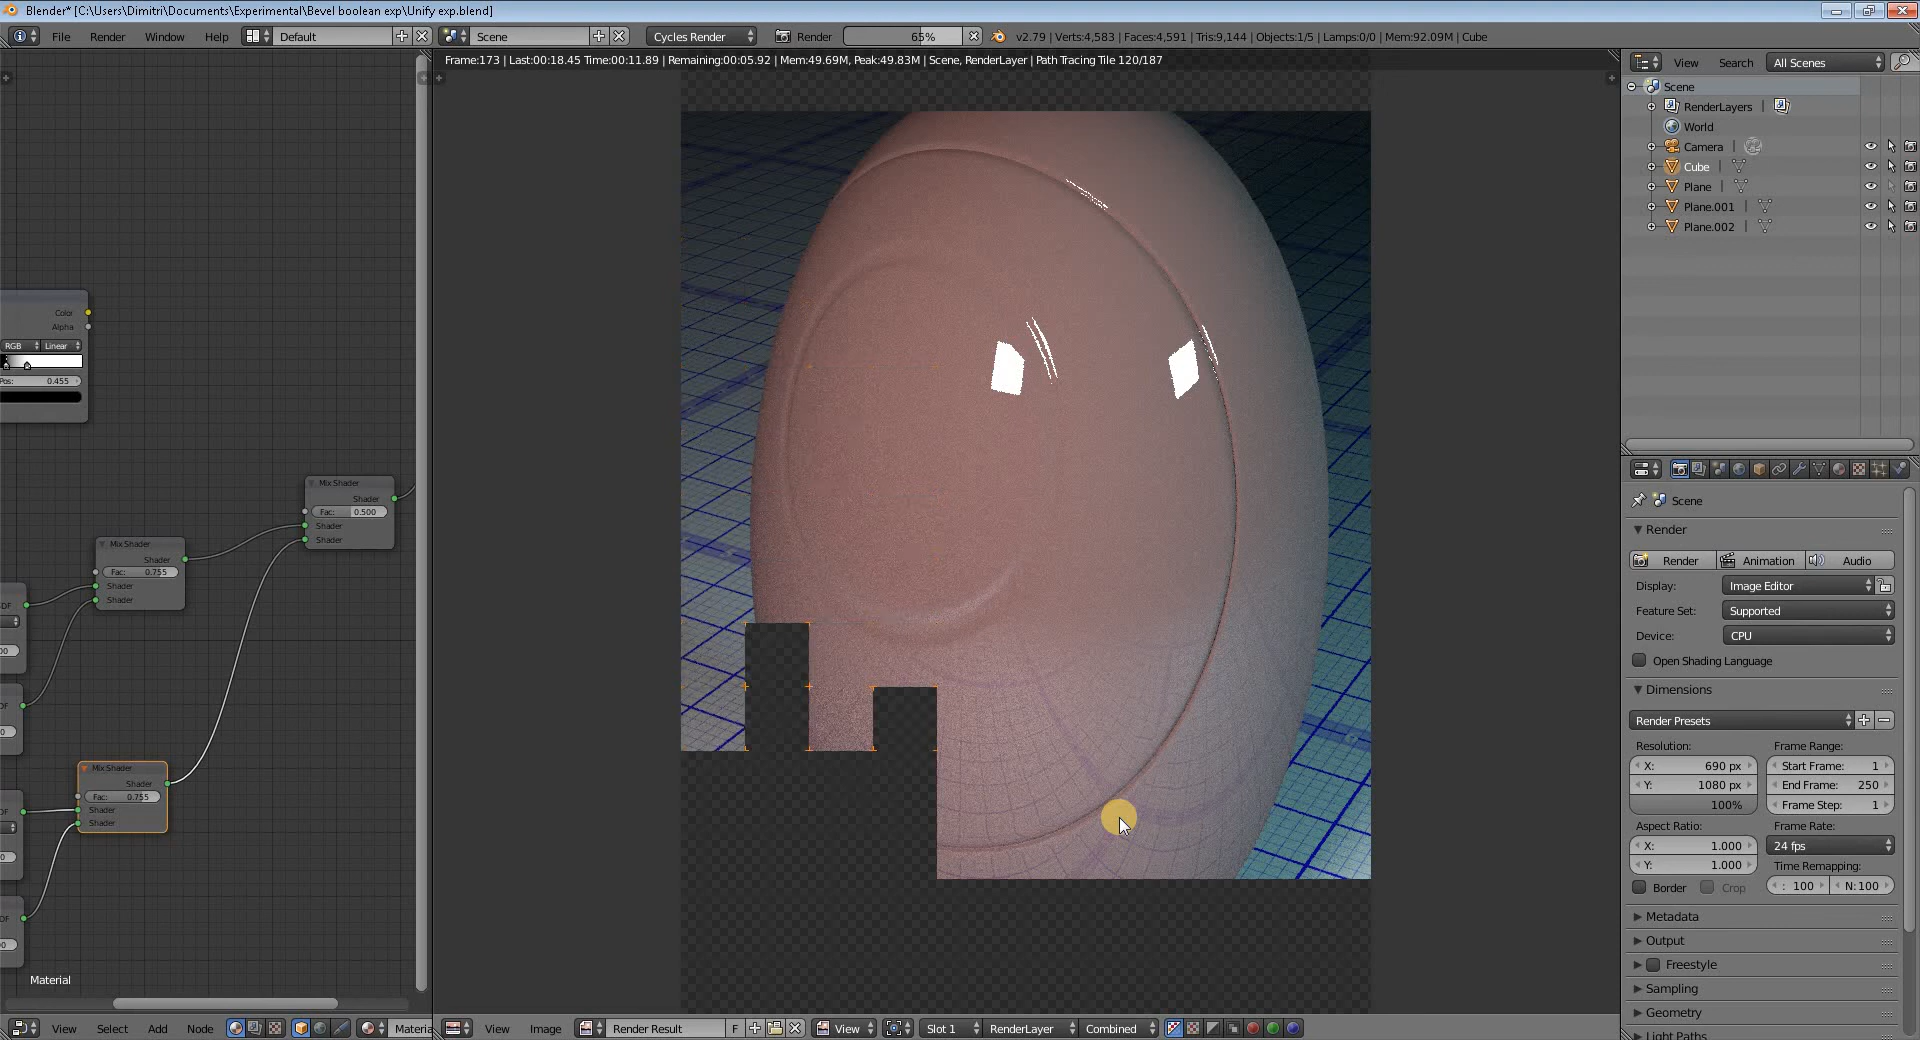 Blender* [C:\Users\Dimitri\Documents\Experimental\Bevel boolean exp\Unify exp.blend]
File Render Window Help Default Scene Cycles Render Render 65% v2.79 | Verts:4,583 | Faces:4,591 | Tris:9,144 | Objects:1/5 | Lamps:0/0 | Mem:92.09M | Cube
Frame:173 | Last:00:18.45 Time:00:11.89 | Remaining:00:05.92 | Mem:49.69M, Peak:49.83M | Scene, RenderLayer | Path Tracing Tile 120/187
View Search All Scenes
Scene
RenderLayers
World
Camera
Cube
Plane
Plane.001
Plane.002
Color
Alpha
RGB Linear
Pos: 0.455
Mix Shader
Shader
Fac: 0.500
Shader
Shader
Mix Shader
Shader
Fac: 0.755
Shader
Shader
Mix Shader
Shader
Fac: 0.755
Shader
Shader
Material
Scene
Render
Render Animation Audio
Display: Image Editor
Feature Set: Supported
Device: CPU
Open Shading Language
Dimensions
Render Presets
Resolution: Frame Range:
X: 690 px Start Frame: 1
Y: 1080 px End Frame: 250
100% Frame Step: 1
Aspect Ratio: Frame Rate:
X: 1.000 24 fps
Y: 1.000 Time Remapping:
Border Crop : 100 N: 100
Metadata
Output
Freestyle
Sampling
Geometry
Light Paths
View Select Add Node Materia
View Image Render Result F View Slot 1 RenderLayer Combined